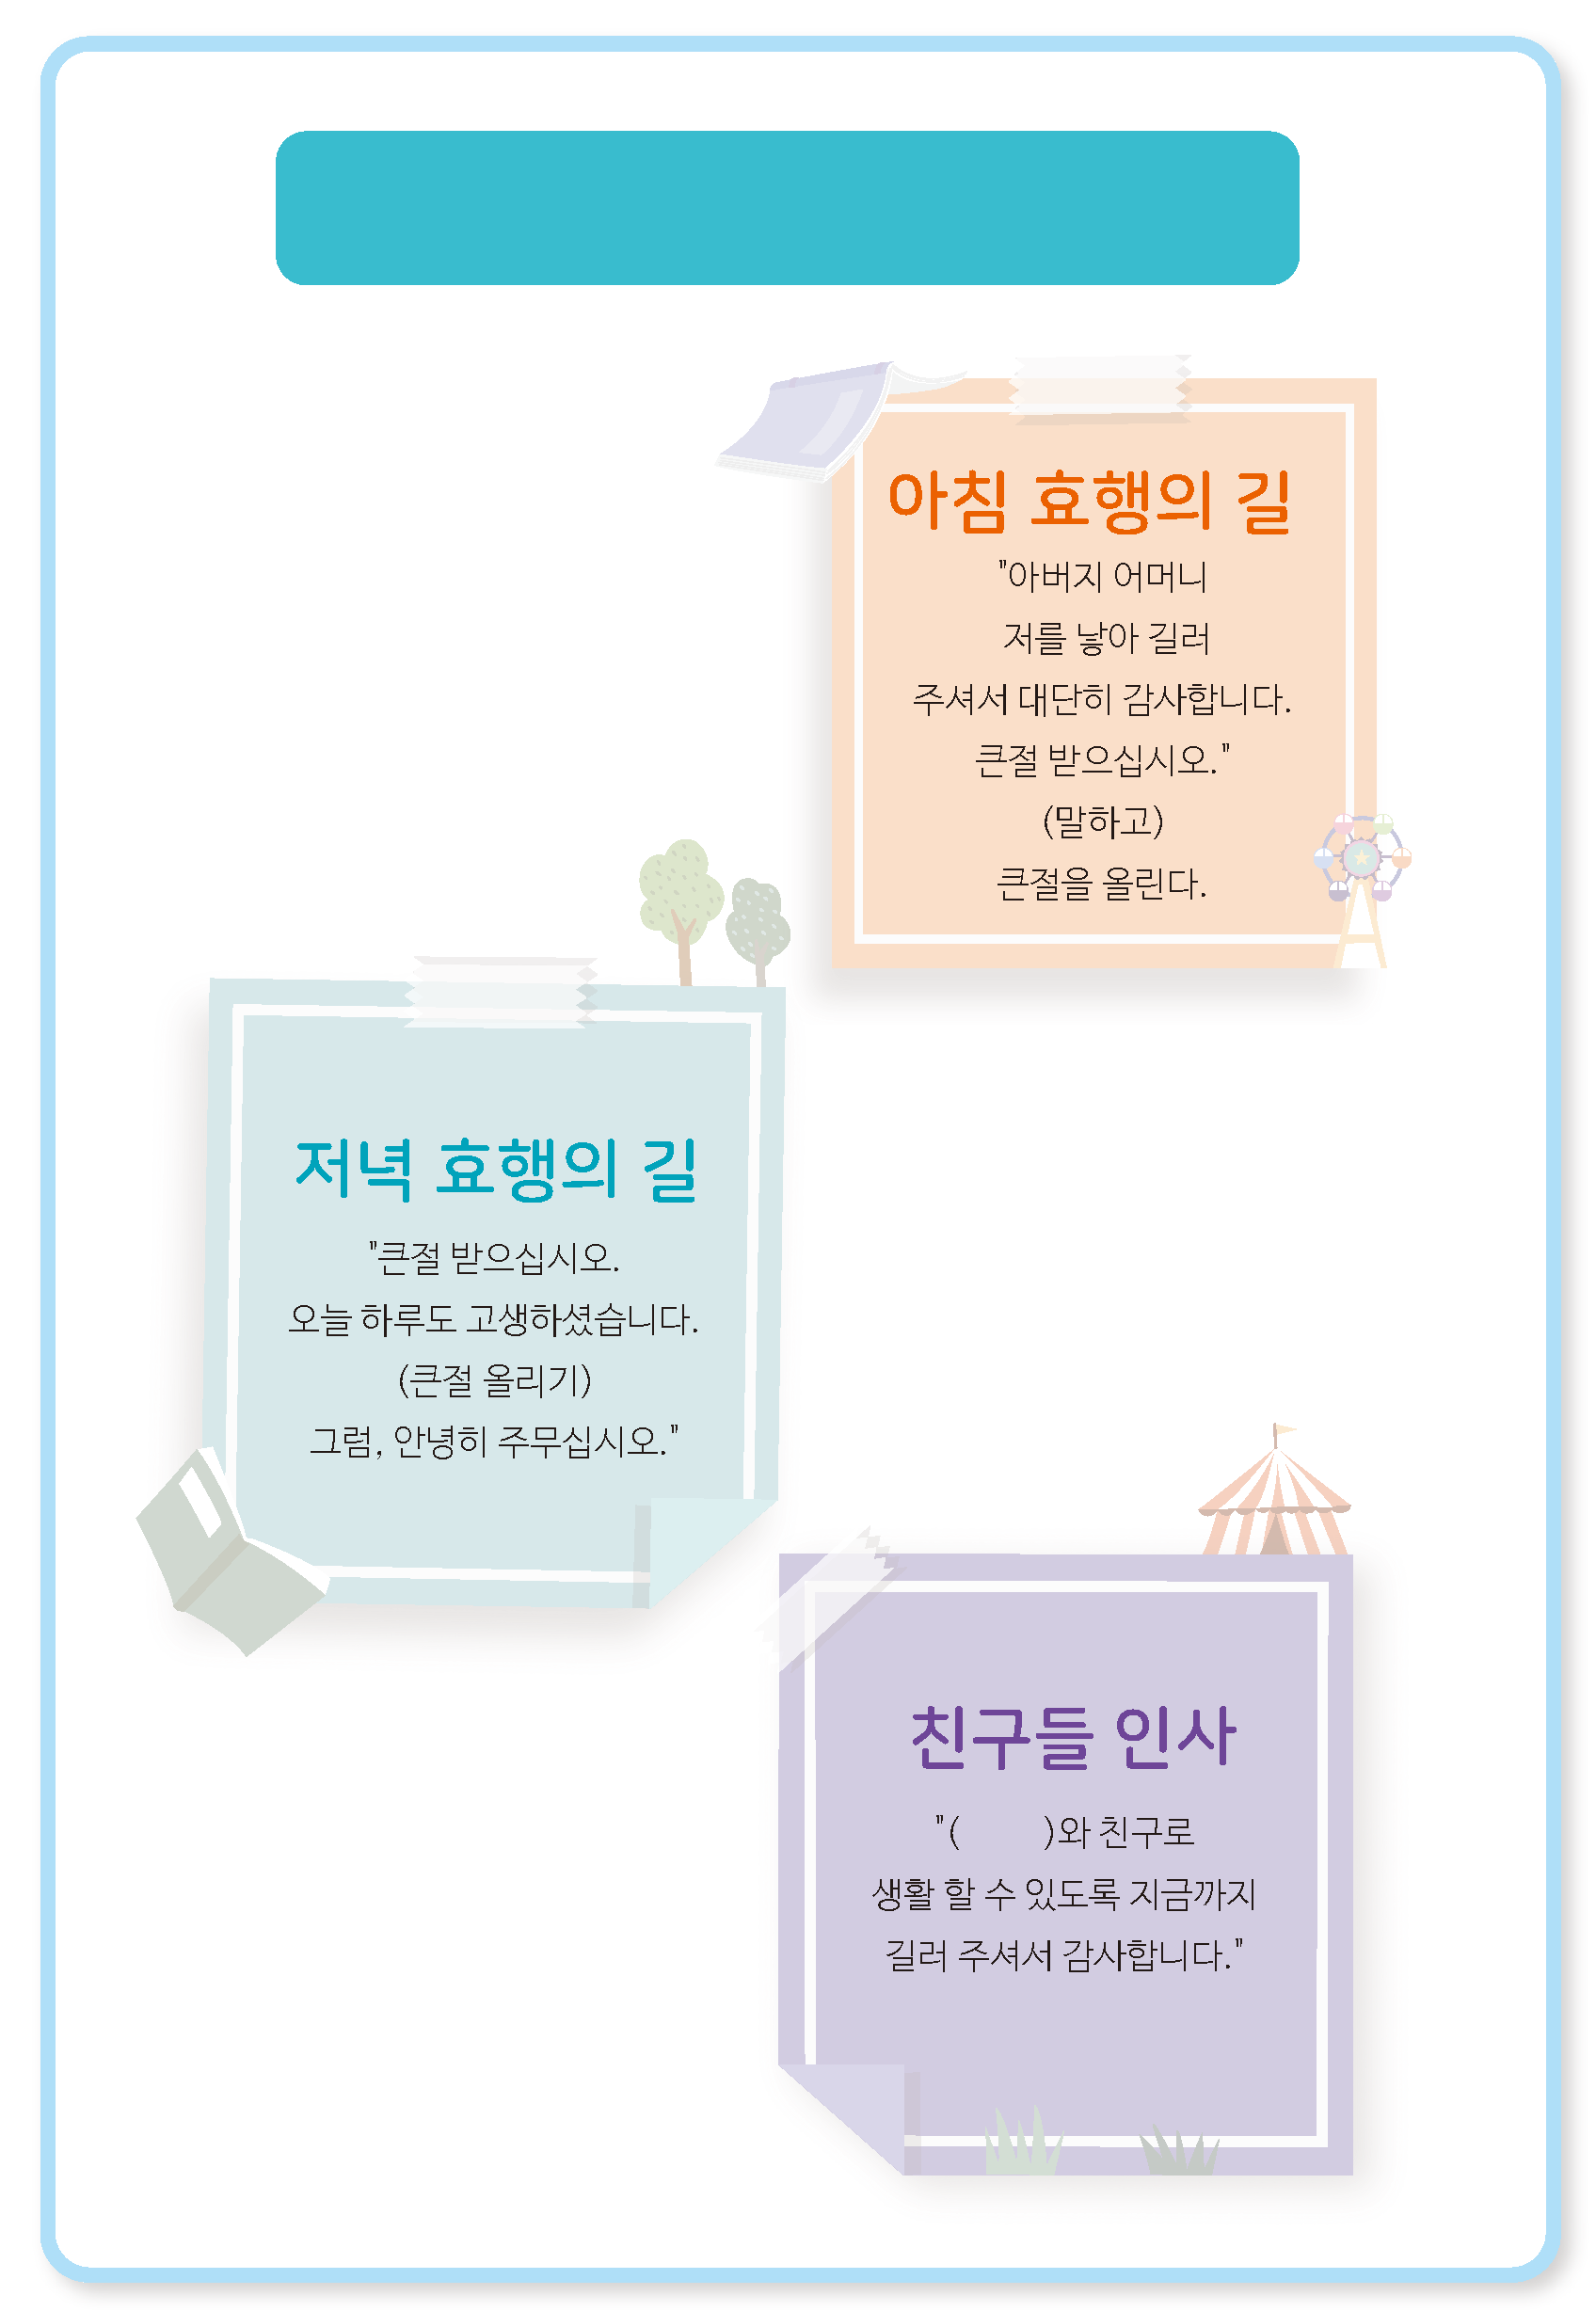 아침 효행의 길
"아버지 어머니
저를 낳아 길러
주셔서 대단히 감사합니다.
큰절 받으십시오."
(말하고)
큰절을 올린다.
저녁 효행의 길
"큰절 받으십시오.
오늘 하루도 고생하셨습니다.
(큰절 올리기)
그럼, 안녕히 주무십시오."
친구들 인사
"(      )와 친구로
생활 할 수 있도록 지금까지
길러 주셔서 감사합니다."